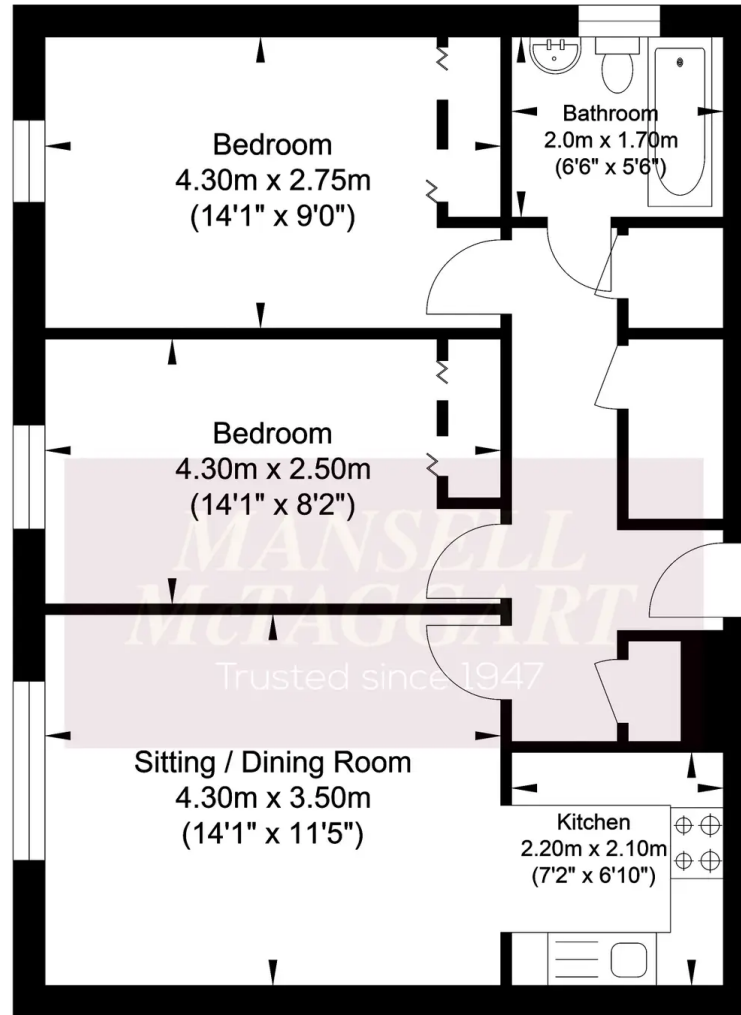 Bedroom
4.30m x 2.75m
(14'1" x 9'0")
Bathroom
2.0m x 1.70m
(6'6" x 5'6")
Bedroom
4.30m x 2.50m
(14'1" x 8'2")
MANSELL
McTAGGART
Trusted since 1947
Sitting / Dining Room
4.30m x 3.50m
(14'1" x 11'5")
Kitchen
2.20m x 2.10m
(7'2" x 6'10")